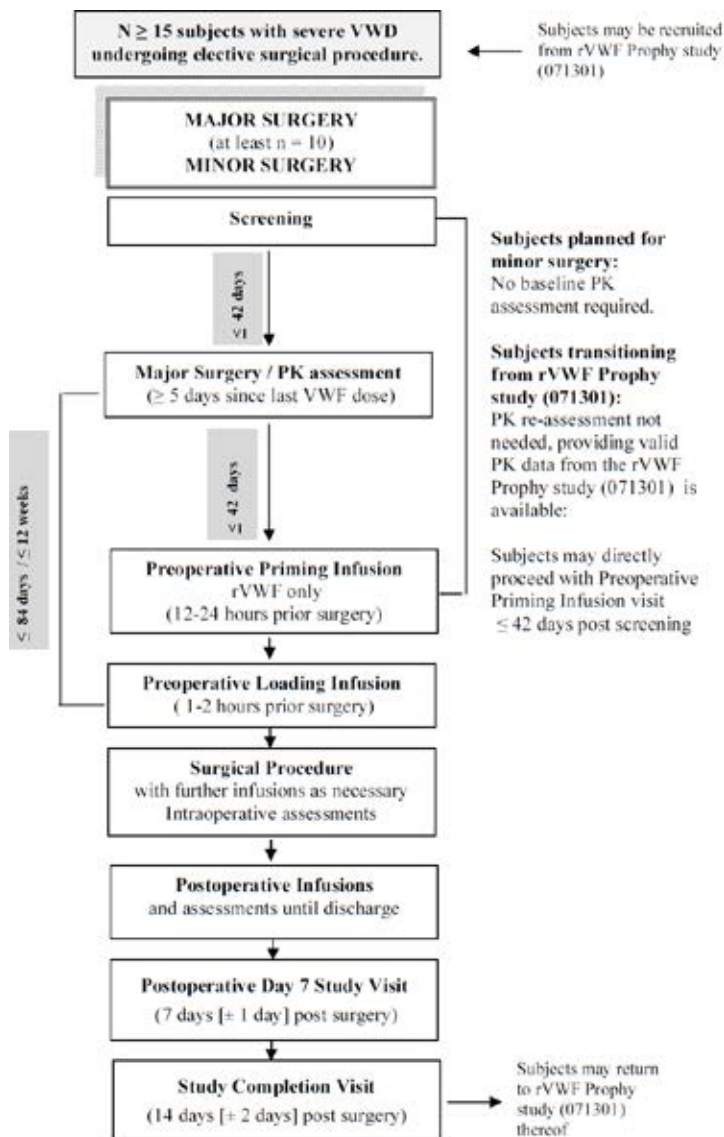 N ≥ 15 subjects with severe VWD
undergoing elective surgical procedure.
Subjects may be recruited
from rVWF Prophy study
(071301)
MAJOR SURGERY
(at least n = 10)
MINOR SURGERY
Screening
≤ 42 days
Subjects planned for
minor surgery:
No baseline PK
assessment required.
Subjects transitioning
from rVWF Prophy
study (071301):
PK re-assessment not
needed, providing valid
PK data from the rVWF
Prophy study (071301) is
available:
Subjects may directly
proceed with Preoperative
Priming Infusion visit
≤ 42 days post screening
Major Surgery / PK assessment
(≥ 5 days since last VWF dose)
≤ 42 days
≤ 84 days / ≤ 12 weeks
Preoperative Priming Infusion
rVWF only
(12-24 hours prior surgery)
Preoperative Loading Infusion
( 1-2 hours prior surgery)
Surgical Procedure
with further infusions as necessary
Intraoperative assessments
Postoperative Infusions
and assessments until discharge
Postoperative Day 7 Study Visit
(7 days [± 1 day] post surgery)
Study Completion Visit
(14 days [± 2 days] post surgery)
Subjects may return
to rVWF Prophy
study (071301)
thereof